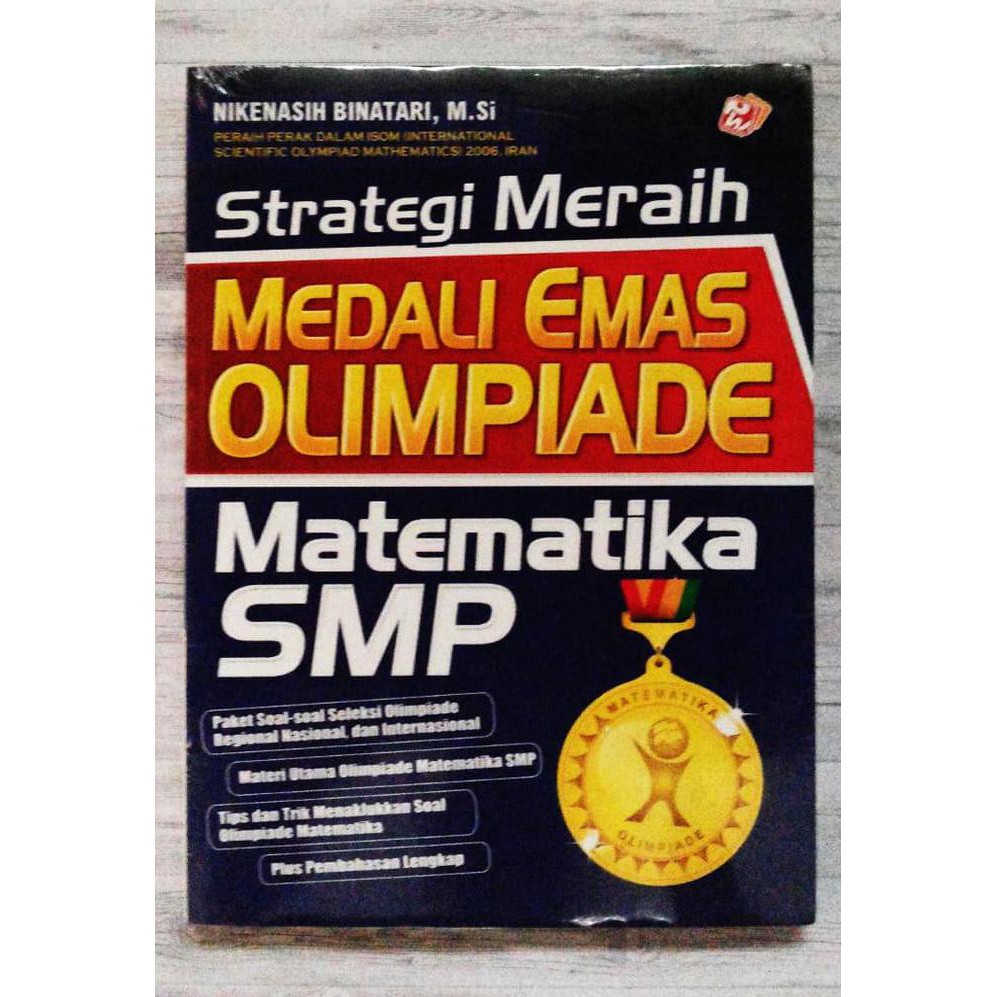 NIKENASIH BINATARI, M.Si
PERAIH PERAK DALAM ISOM (INTERNATIONAL
SCIENTIFIC OLYMPIAD MATHEMATICS) 2006, IRAN
Strategi Meraih
MEDALI EMAS
OLIMPIADE
Matematika
SMP
Paket Soal-soal Seleksi Olimpiade
Regional Nasional, dan Internasional
Materi Utama Olimpiade Matematika SMP
Tips dan Trik Menaklukkan Soal
Olimpiade Matematika
Plus Pembahasan Lengkap
MATEMATIKA
OLIMPIADE